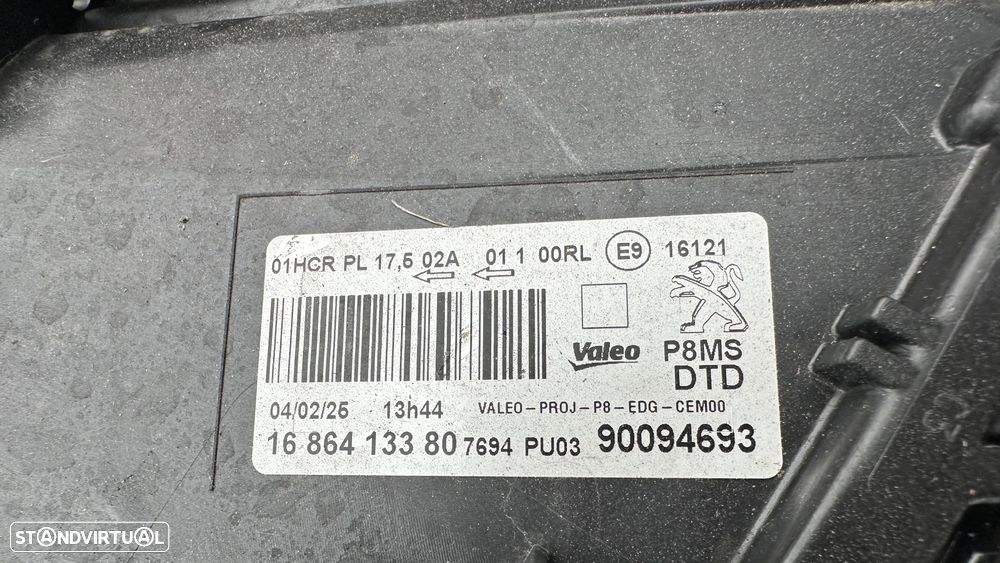 01HCR PL 17,5 02A 01 1 00RL E9 16121
Valeo P8MS
DTD
04/02/25 13h44 VALEO-PROJ-P8-EDG-CEM00
16 864 133 80 7694 PU03 90094693
STANDVIRTUAL